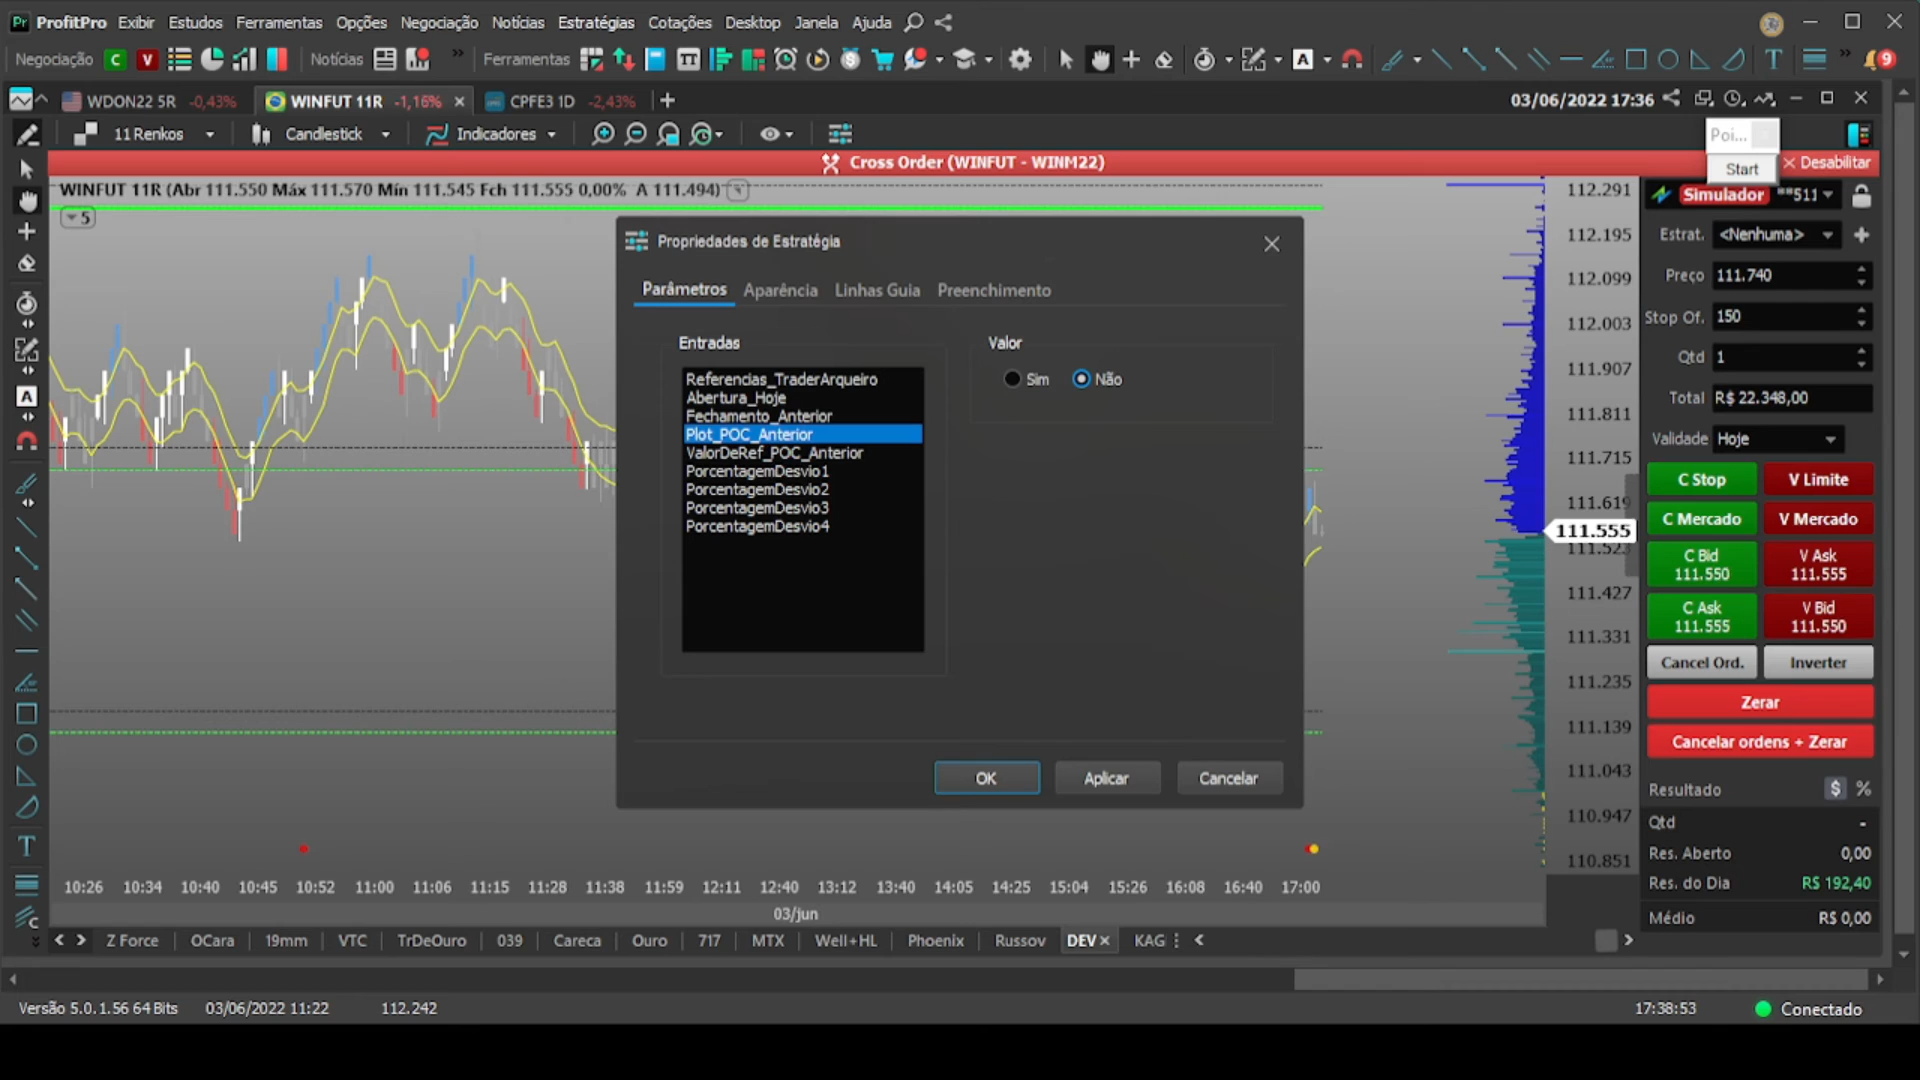 ProfitPro Exibir Estudos Ferramentas Opções Negociação Notícias Estratégias Cotações Desktop Janela Ajuda
Negociação C V Notícias Ferramentas A T 9
WDON22 5R -0,43% WINFUT 11R -1,16% × CPFE3 1D -2,43% + 03/06/2022 17:36
11 Renkos Candlestick Indicadores
Poi...
Start
Cross Order (WINFUT - WINM22)
Desabilitar
WINFUT 11R (Abr 111.550 Máx 111.570 Mín 111.545 Fch 111.555 0,00% A 111.494)
5
Propriedades de Estratégia
Parâmetros Aparência Linhas Guia Preenchimento
Entradas
Referencias_TraderArqueiro
Abertura_Hoje
Fechamento_Anterior
Plot_POC_Anterior
ValorDeRef_POC_Anterior
PorcentagemDesvio1
PorcentagemDesvio2
PorcentagemDesvio3
PorcentagemDesvio4
Valor
Sim Não
OK Aplicar Cancelar
112.291
112.195
112.099
112.003
111.907
111.811
111.715
111.619
111.555
111.523
111.427
111.331
111.235
111.139
111.043
110.947
110.851
Simulador **511
Estrat. <Nenhuma>
Preço 111.740
Stop Of. 150
Qtd 1
Total R$ 22.348,00
Validade Hoje
C Stop V Limite
C Mercado V Mercado
C Bid V Ask
111.550 111.555
C Ask V Bid
111.555 111.550
Cancel Ord. Inverter
Zerar
Cancelar ordens + Zerar
Resultado $ %
Qtd -
Res. Aberto 0,00
Res. do Dia R$ 192,40
Médio R$ 0,00
10:26 10:34 10:40 10:45 10:52 11:00 11:06 11:15 11:28 11:38 11:59 12:11 12:40 13:12 13:40 14:05 14:25 15:04 15:26 16:08 16:40 17:00
03/jun
Z Force OCara 19mm VTC TrDeOuro 039 Careca Ouro 717 MTX Well+HL Phoenix Russov DEV× KAG
Versão 5.0.1.56 64 Bits 03/06/2022 11:22 112.242 17:38:53 Conectado